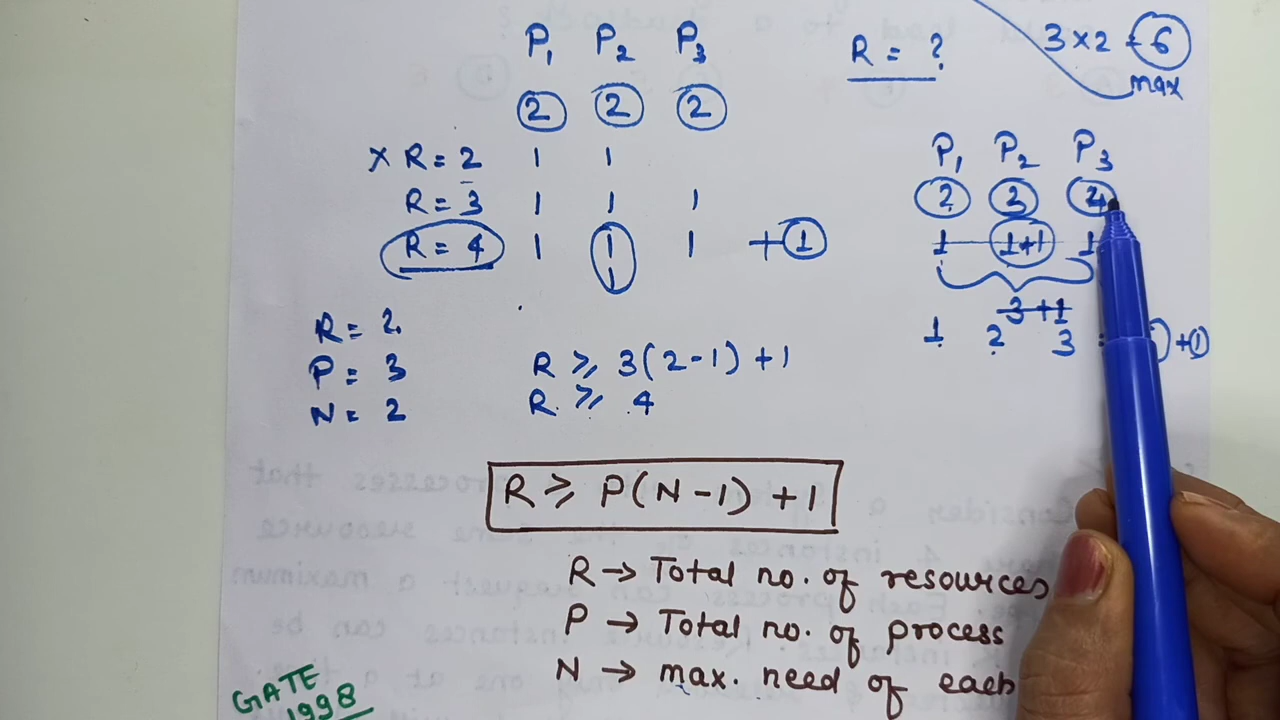 P1 P2 P3
R = ?
3 × 2 = 6
max
2 2 2
× R = 2 1 1
R = 3 1 1 1
R = 4 1 1 1 + 1
1
P1 P2 P3
2 3
1 1+1 1
3+1
1 2 3 +1
R = 2
P = 3
N = 2
R ⩾ 3(2-1) + 1
R ⩾ 4
R ⩾ P(N-1) + 1
R → Total no. of resources
P → Total no. of process
N → max. need of each
GATE
1998